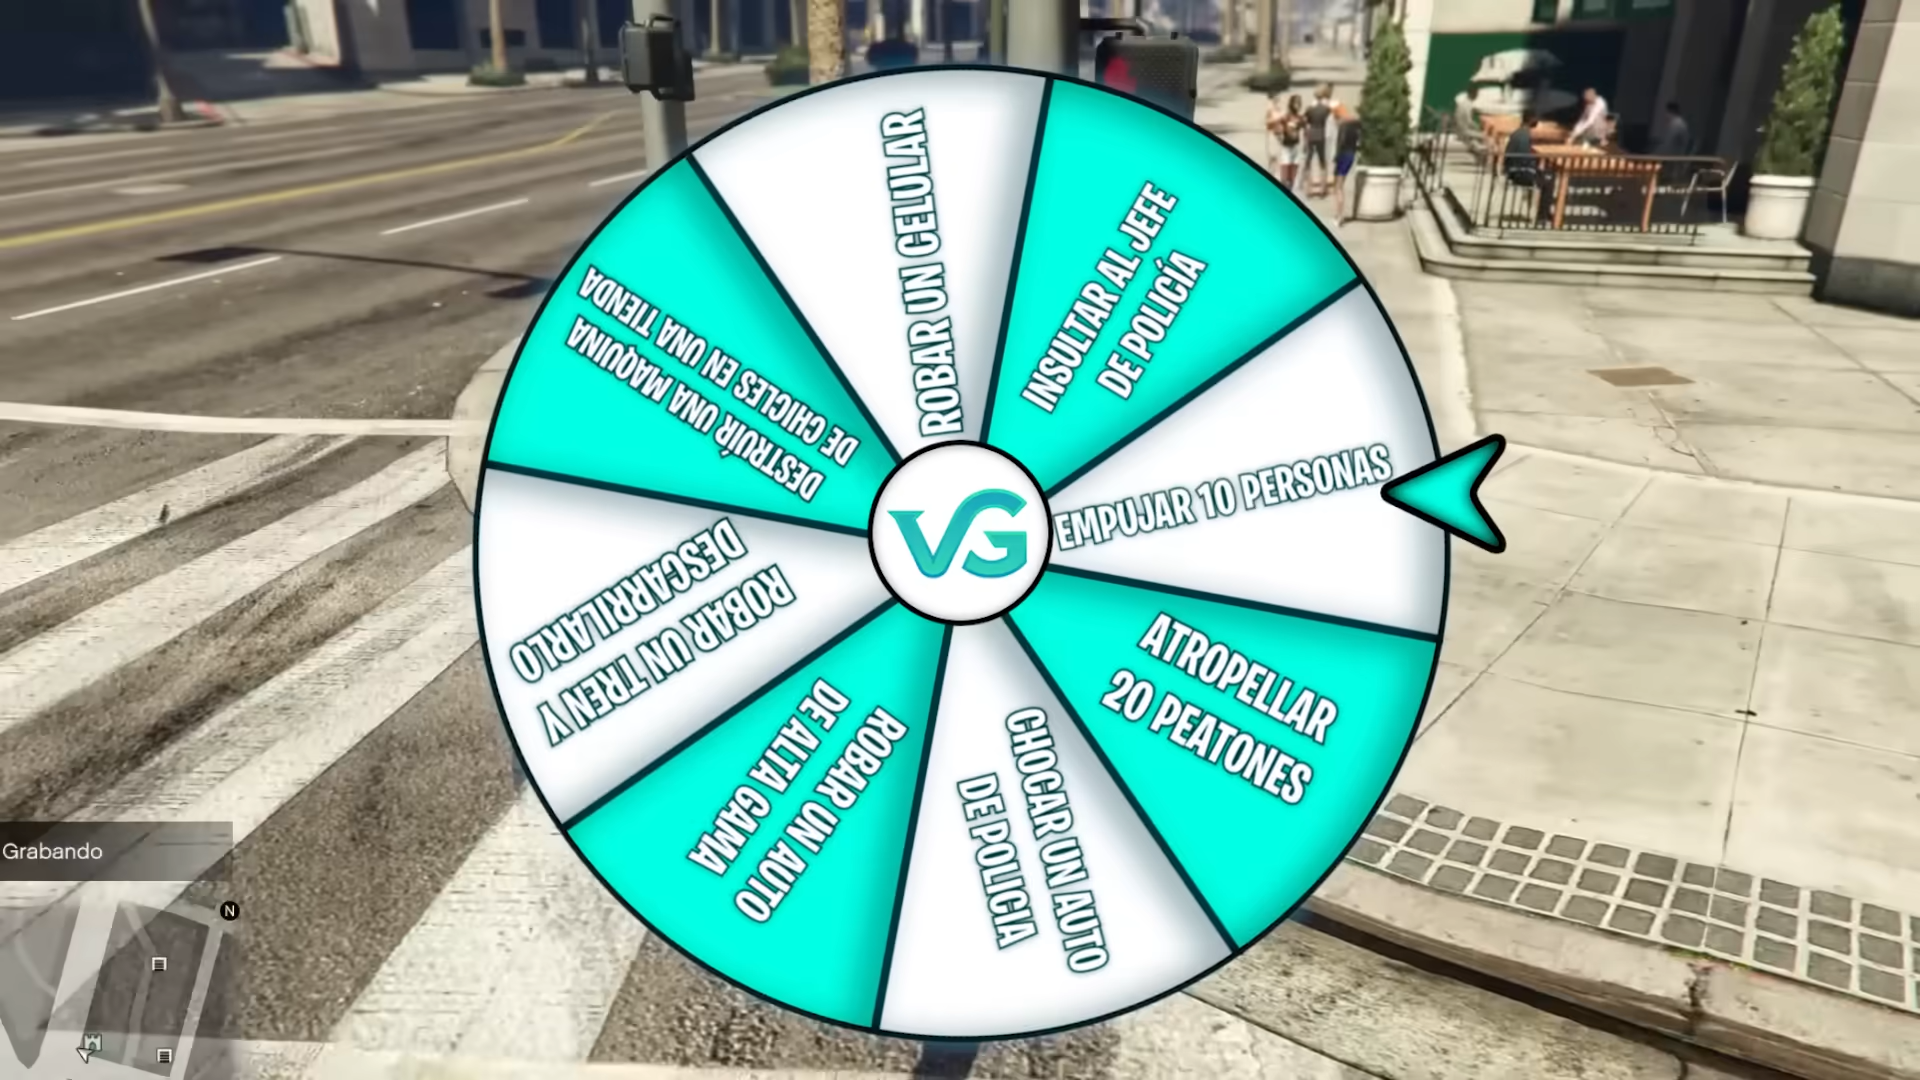 ROBAR UN CELULAR
INSULTAR AL JEFE
DE POLICÍA
EMPUJAR 10 PERSONAS
ATROPELLAR
20 PEATONES
CHOCAR UN AUTO
DE POLICIA
ROBAR UN AUTO
DE ALTA GAMA
ROBAR UN TREN Y
DESCARRILARLO
DESTRUÍR UNA MAQUINA
DE CHICLES EN UNA TIENDA
VG
Grabando
N